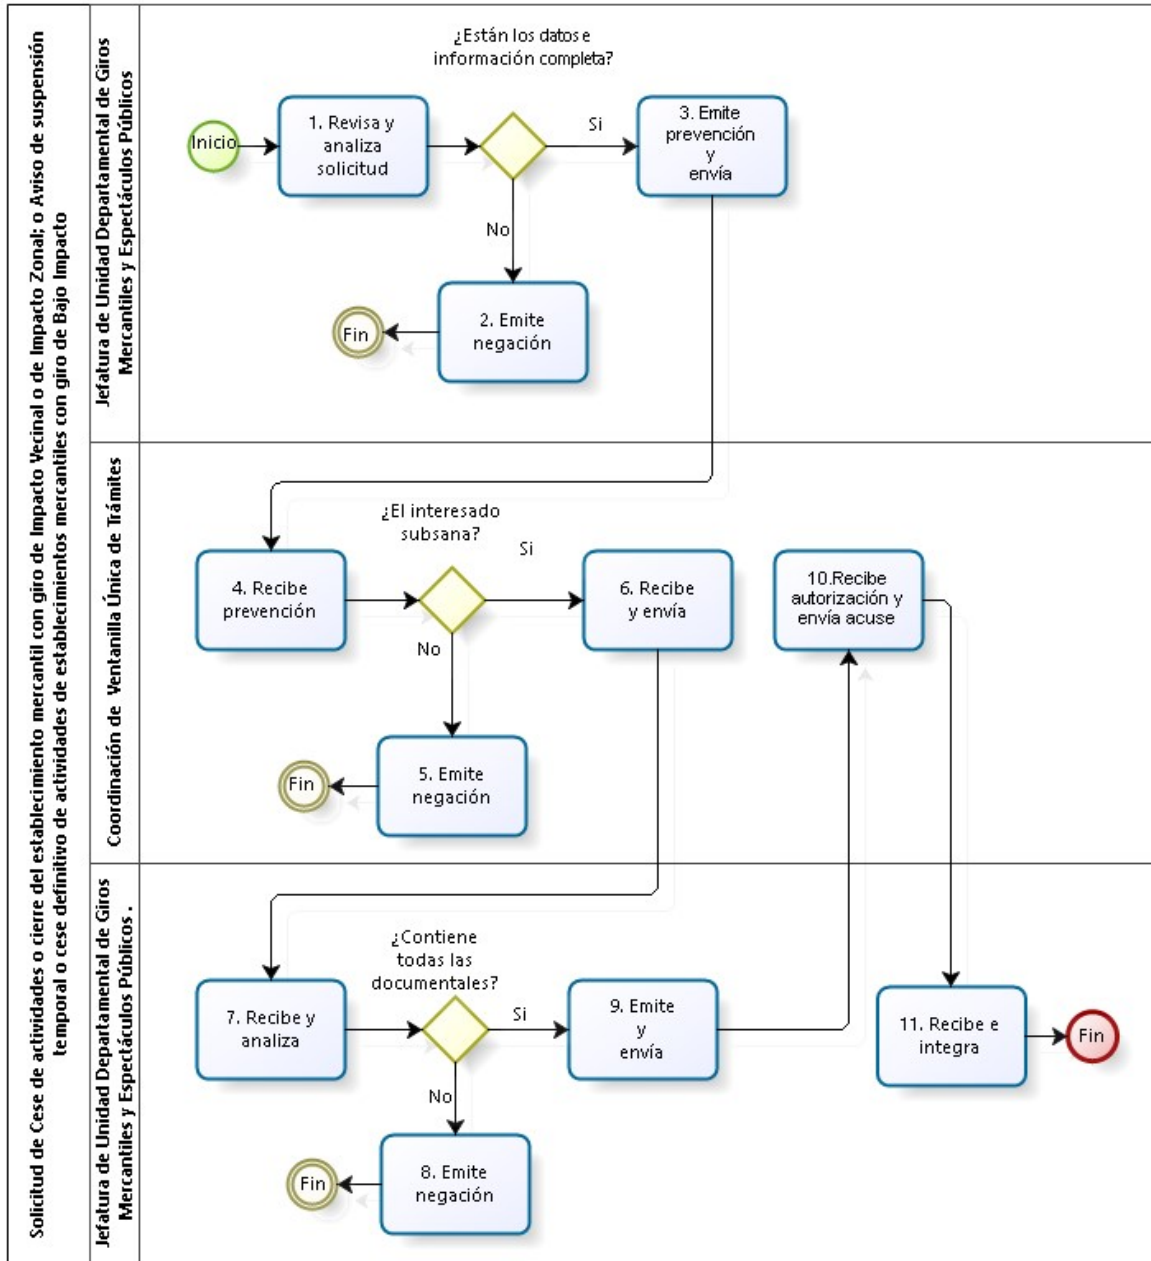 Solicitud de Cese de actividades o cierre del establecimiento mercantil con giro de Impacto Vecinal o de Impacto Zonal; o Aviso de suspensión
temporal o cese definitivo de actividades de establecimientos mercantiles con giro de Bajo Impacto
Jefatura de Unidad Departamental de Giros
Mercantiles y Espectáculos Públicos
¿Están los datos e
información completa?
Inicio
1. Revisa y
analiza
solicitud
Si
3. Emite
prevención
y
envía
No
2. Emite
negación
Fin
Coordinación de Ventanilla Única de Trámites
¿El interesado
subsana?
Si
4. Recibe
prevención
6. Recibe
y envía
10.Recibe
autorización y
envía acuse
No
5. Emite
negación
Fin
Jefatura de Unidad Departamental de Giros
Mercantiles y Espectáculos Públicos .
¿Contiene
todas las
documentales?
7. Recibe y
analiza
Si
9. Emite
y
envía
11. Recibe e
integra
Fin
No
8. Emite
negación
Fin